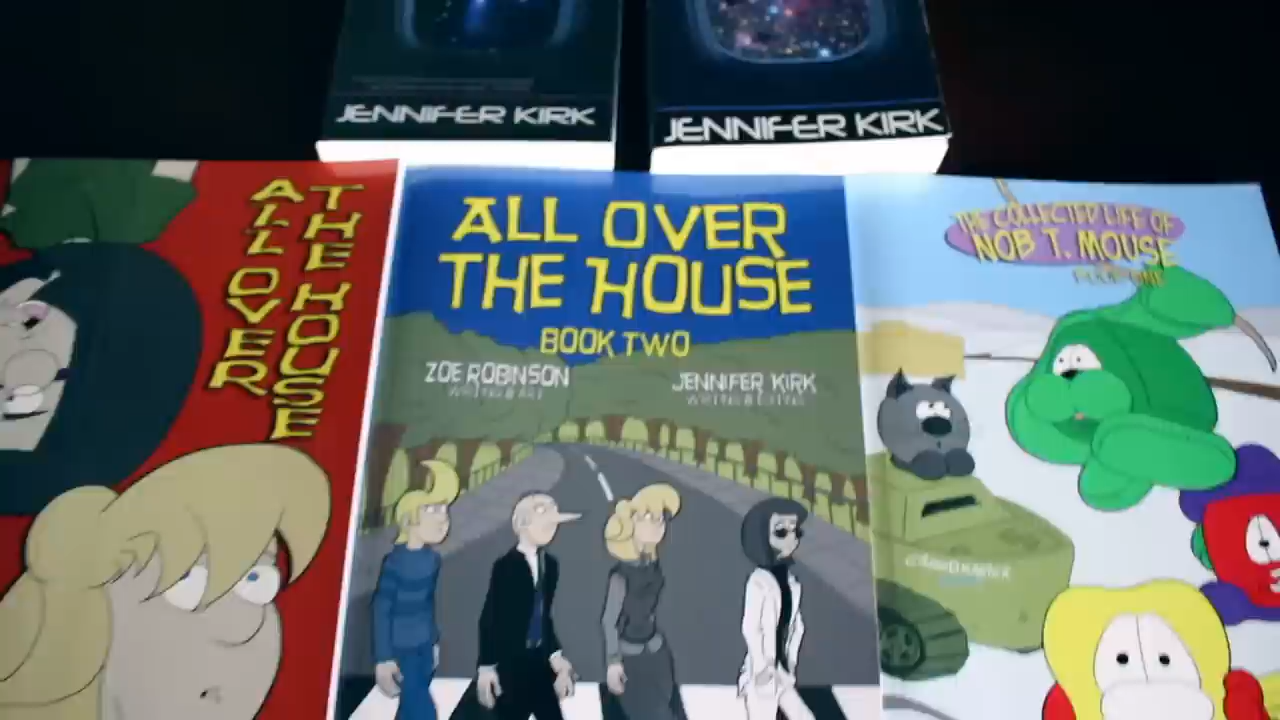 JENNIFER KIRK
JENNIFER KIRK
ALL OVER
THE HOUSE
ALL OVER
THE HOUSE
BOOK TWO
ZOE ROBINSON
JENNIFER KIRK
THE COLLECTED LIFE OF
NOB T. MOUSE